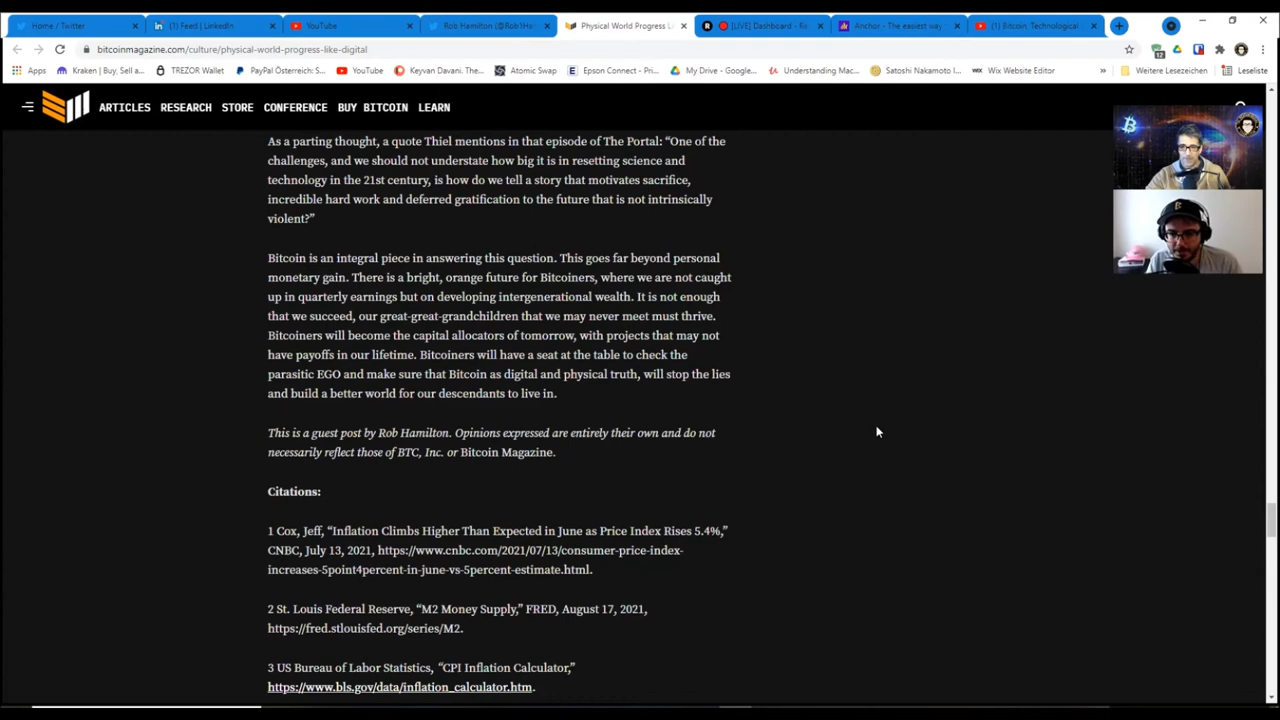 Home / Twitter
(1) Feed | LinkedIn
YouTube
Rob Hamilton (@Rob1Ha
Physical World Progress Li
[LIVE] Dashboard - Re
Anchor - The easiest way
(1) Bitcoin, Technological
bitcoinmagazine.com/culture/physical-world-progress-like-digital
12
Apps
Kraken | Buy, Sell a...
TREZOR Wallet
PayPal Österreich: S...
YouTube
Keyvan Davani. The...
Atomic Swap
Epson Connect - Pri...
My Drive - Google...
Understanding Mac...
Satoshi Nakamoto I...
Wix Website Editor
»
Weitere Lesezeichen
Leseliste
ARTICLES RESEARCH STORE CONFERENCE BUY BITCOIN LEARN
As a parting thought, a quote Thiel mentions in that episode of The Portal: “One of the
challenges, and we should not understate how big it is in resetting science and
technology in the 21st century, is how do we tell a story that motivates sacrifice,
incredible hard work and deferred gratification to the future that is not intrinsically
violent?”
Bitcoin is an integral piece in answering this question. This goes far beyond personal
monetary gain. There is a bright, orange future for Bitcoiners, where we are not caught
up in quarterly earnings but on developing intergenerational wealth. It is not enough
that we succeed, our great-great-grandchildren that we may never meet must thrive.
Bitcoiners will become the capital allocators of tomorrow, with projects that may not
have payoffs in our lifetime. Bitcoiners will have a seat at the table to check the
parasitic EGO and make sure that Bitcoin as digital and physical truth, will stop the lies
and build a better world for our descendants to live in.
This is a guest post by Rob Hamilton. Opinions expressed are entirely their own and do not
necessarily reflect those of BTC, Inc. or Bitcoin Magazine.
Citations:
1 Cox, Jeff, “Inflation Climbs Higher Than Expected in June as Price Index Rises 5.4%,”
CNBC, July 13, 2021, https://www.cnbc.com/2021/07/13/consumer-price-index-
increases-5point4percent-in-june-vs-5percent-estimate.html.
2 St. Louis Federal Reserve, “M2 Money Supply,” FRED, August 17, 2021,
https://fred.stlouisfed.org/series/M2.
3 US Bureau of Labor Statistics, “CPI Inflation Calculator,”
https://www.bls.gov/data/inflation_calculator.htm.